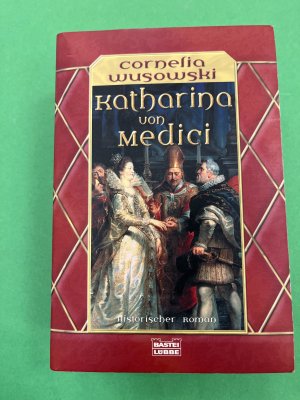 Cornelia
Wusowski
Katharina
von
Medici
Historischer Roman
BASTEI
LÜBBE